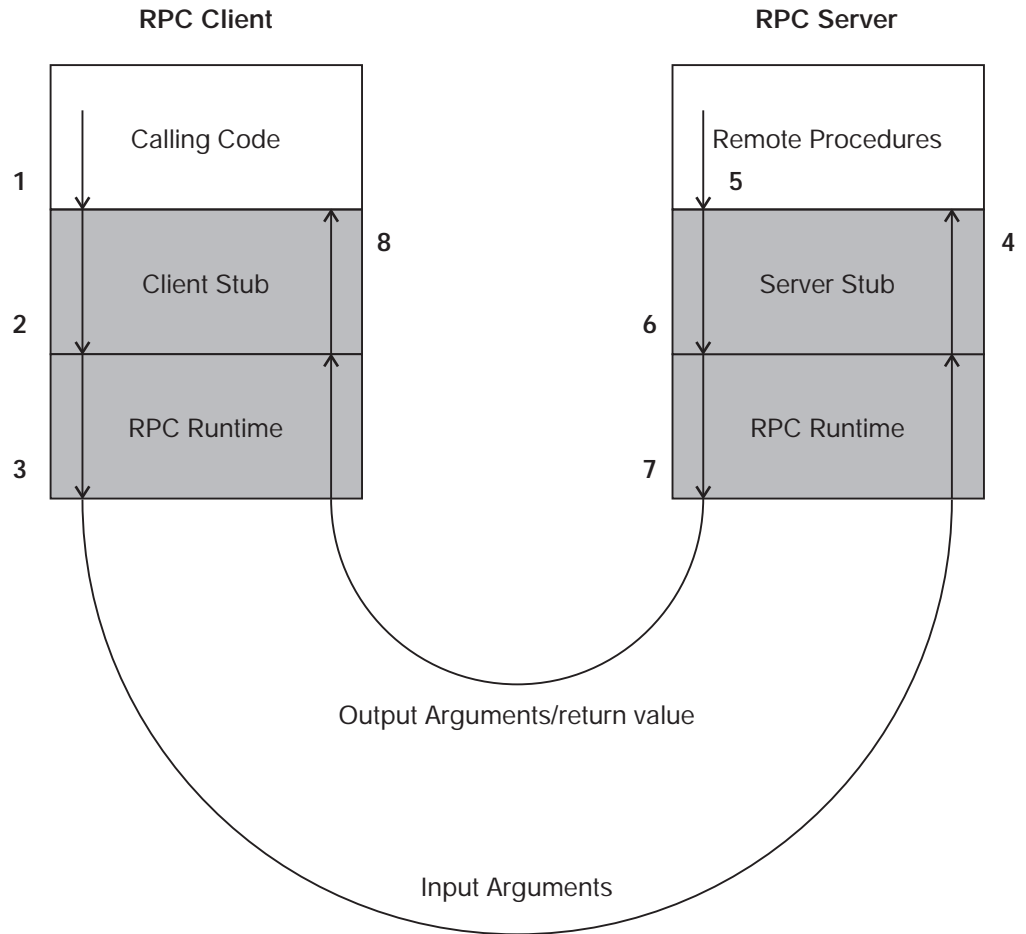 RPC Client
RPC Server
Calling Code
Remote Procedures
1
5
8
4
Client Stub
Server Stub
2
6
RPC Runtime
RPC Runtime
3
7
Output Arguments/return value
Input Arguments